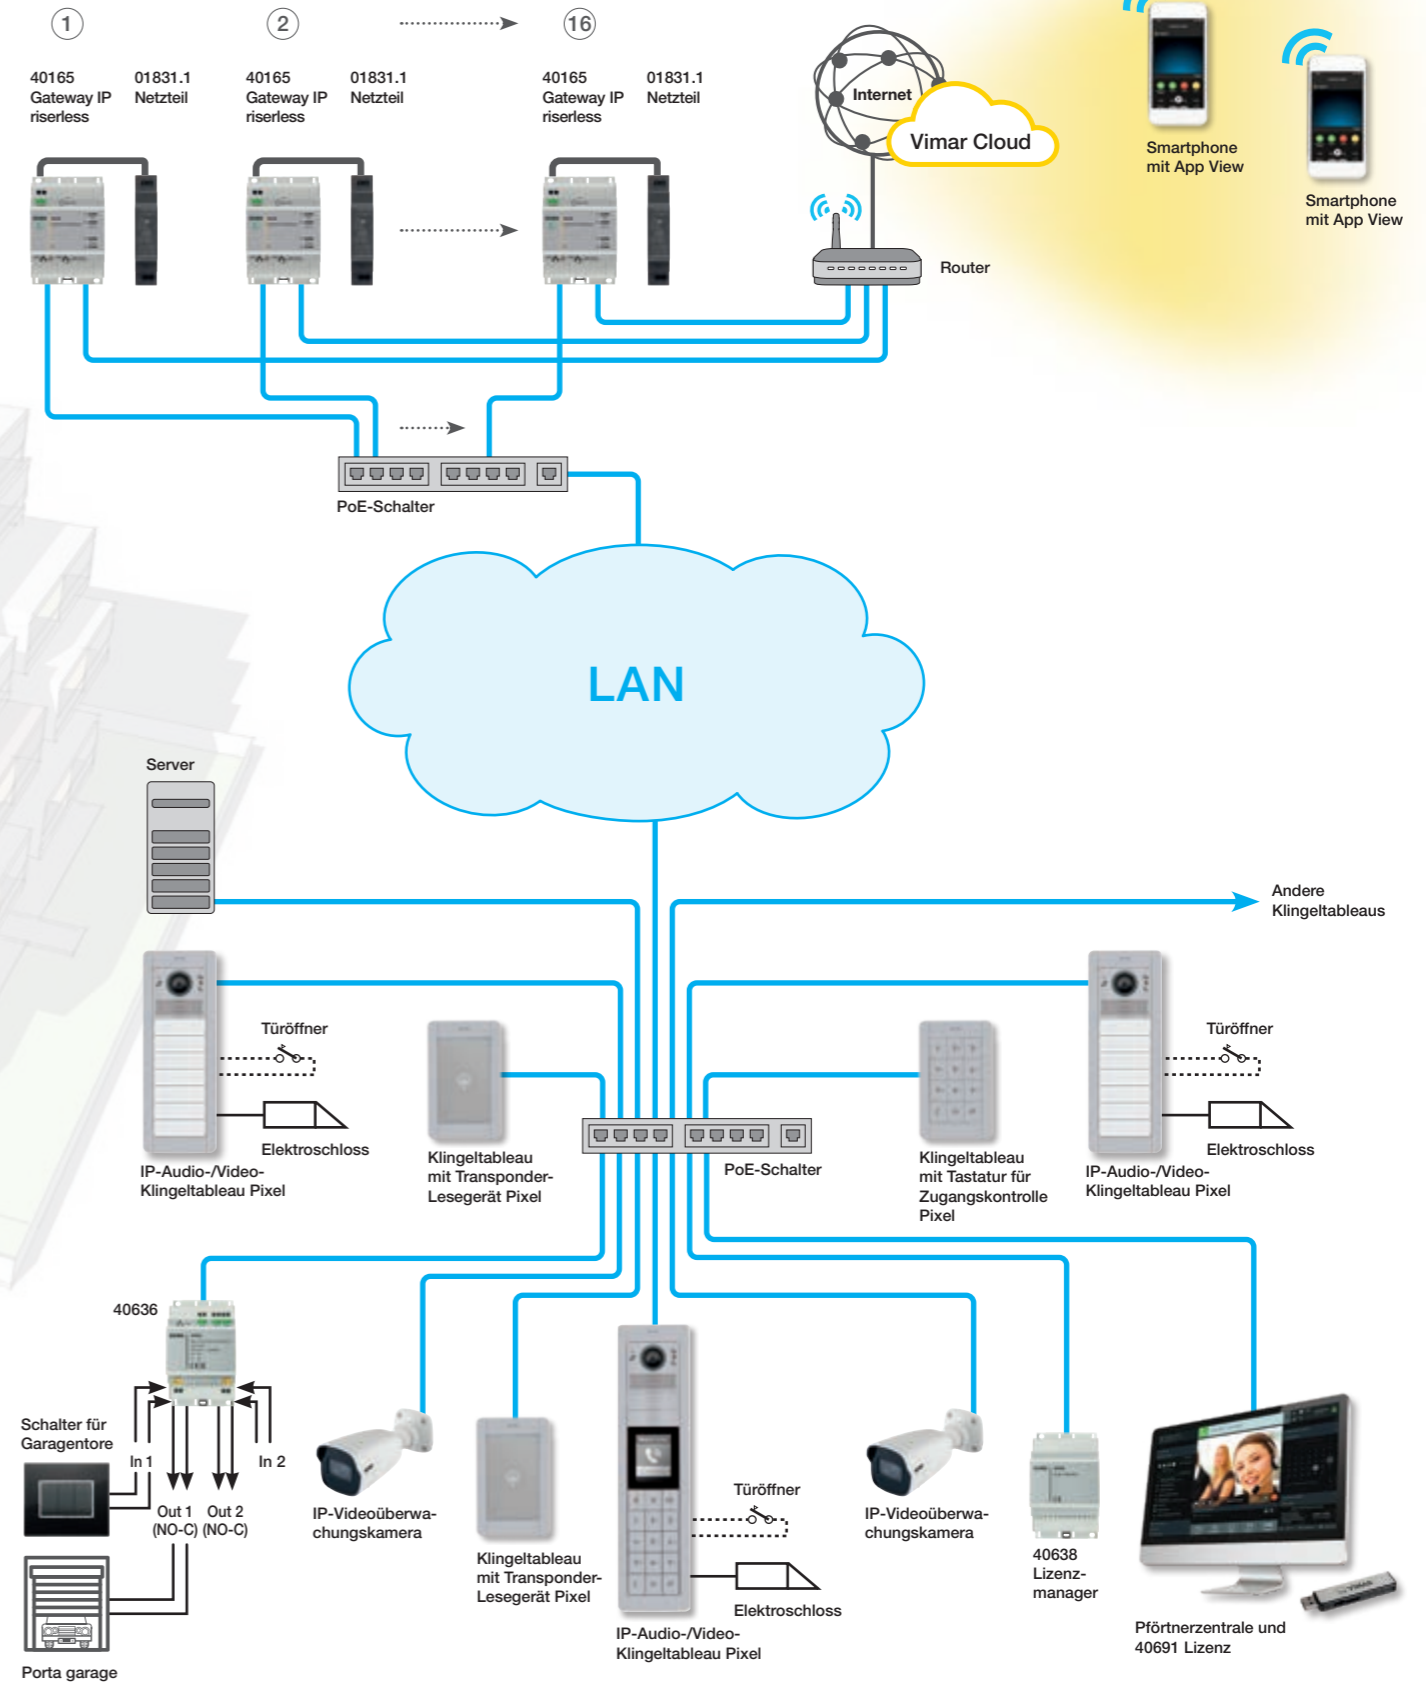 1
2
16
40165
Gateway IP
riserless
01831.1
Netzteil
40165
Gateway IP
riserless
01831.1
Netzteil
40165
Gateway IP
riserless
01831.1
Netzteil
Internet
Vimar Cloud
Smartphone
mit App View
Smartphone
mit App View
Router
PoE-Schalter
LAN
Server
Andere
Klingeltableaus
Türöffner
Elektroschloss
IP-Audio-/Video-
Klingeltableau Pixel
Klingeltableau
mit Transponder-
Lesegerät Pixel
PoE-Schalter
Klingeltableau
mit Tastatur für
Zugangskontrolle
Pixel
Türöffner
Elektroschloss
IP-Audio-/Video-
Klingeltableau Pixel
40636
Schalter für
Garagentore
In 1
In 2
Out 1
(NO-C)
Out 2
(NO-C)
Porta garage
IP-Videoüberwa-
chungskamera
Klingeltableau
mit Transponder-
Lesegerät Pixel
Türöffner
Elektroschloss
IP-Audio-/Video-
Klingeltableau Pixel
IP-Videoüberwa-
chungskamera
40638
Lizenz-
manager
Pförtnerzentrale und
40691 Lizenz